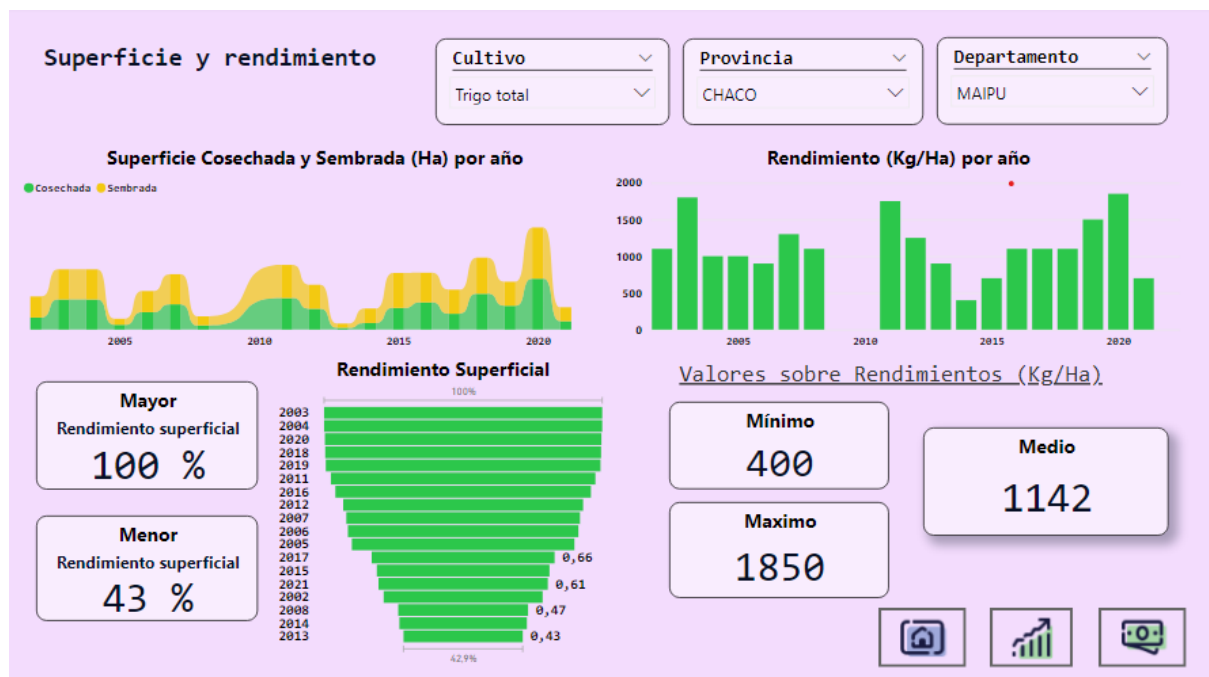 Superficie y rendimiento
Cultivo
Trigo total
Provincia
CHACO
Departamento
MAIPU
Superficie Cosechada y Sembrada (Ha) por año
Cosechada Sembrada
2005 2010 2015 2020
Rendimiento (Kg/Ha) por año
2000
1500
1000
500
0
2005 2010 2015 2020
Mayor
Rendimiento superficial
100 %
Menor
Rendimiento superficial
43 %
Rendimiento Superficial
100%
2003
2004
2020
2018
2019
2011
2016
2012
2007
2006
2005
2017 0,66
2015
2021 0,61
2002
2008 0,47
2014
2013 0,43
42,9%
Valores sobre Rendimientos (Kg/Ha)
Mínimo
400
Maximo
1850
Medio
1142